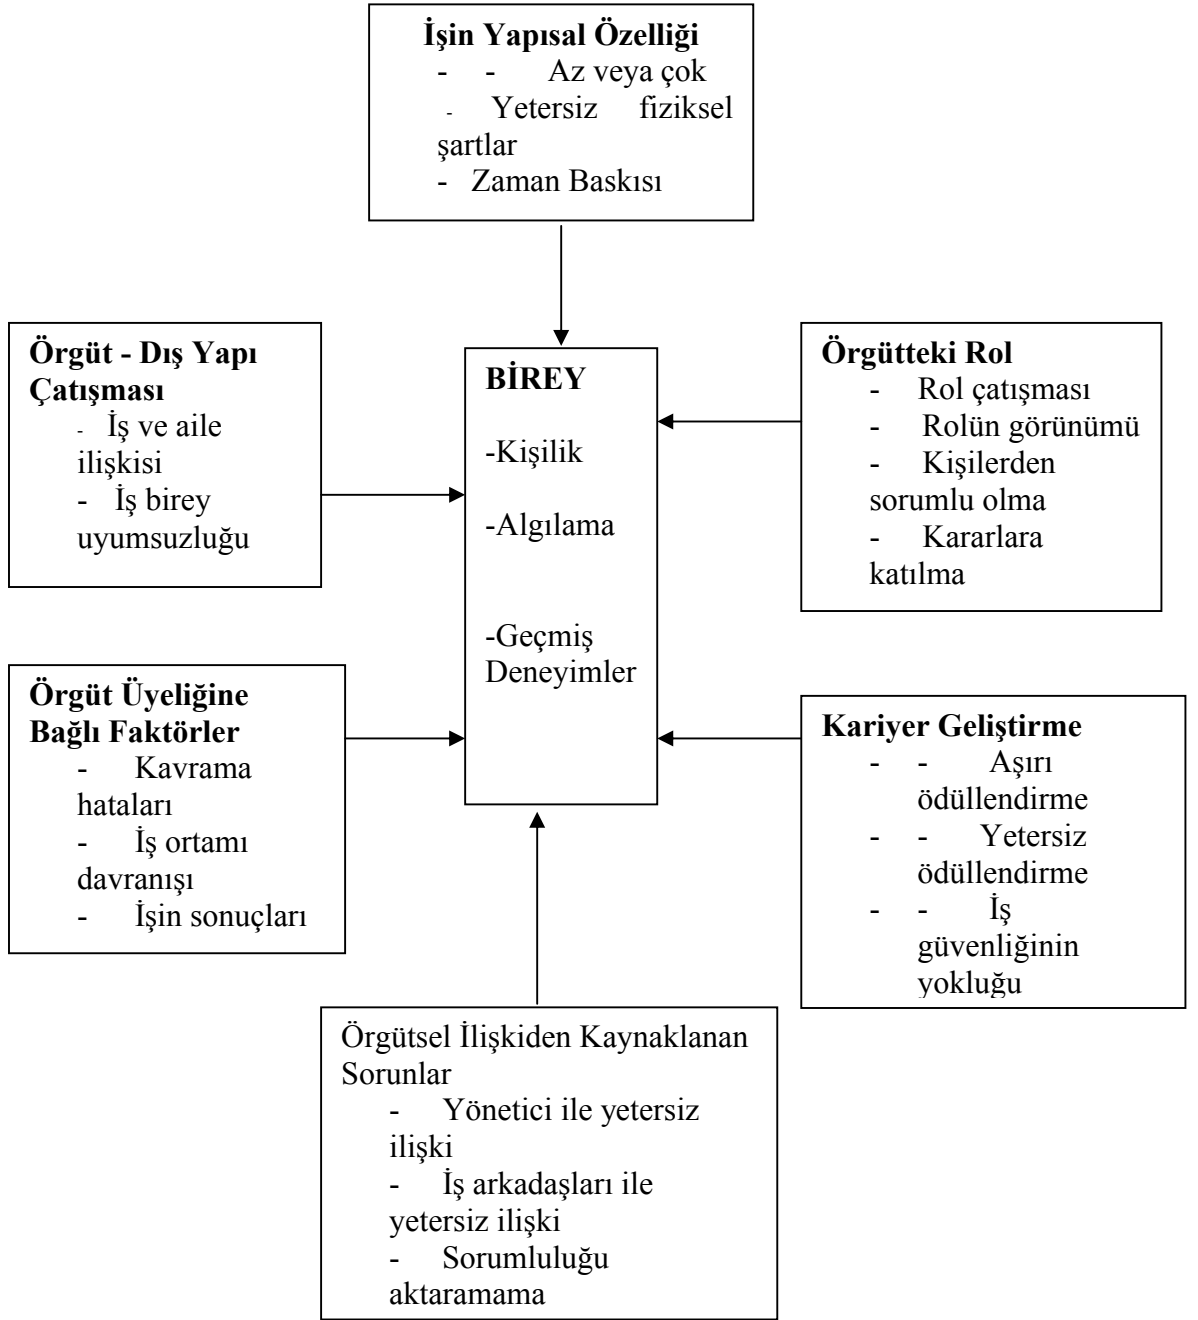 İşin Yapısal Özelliği
- - Az veya çok
- Yetersiz fiziksel
şartlar
- Zaman Baskısı
Örgüt - Dış Yapı
Çatışması
- İş ve aile
ilişkisi
- İş birey
uyumsuzluğu
BİREY
-Kişilik
-Algılama
-Geçmiş
Deneyimler
Örgütteki Rol
- Rol çatışması
- Rolün görünümü
- Kişilerden
sorumlu olma
- Kararlara
katılma
Örgüt Üyeliğine
Bağlı Faktörler
- Kavrama
hataları
- İş ortamı
davranışı
- İşin sonuçları
Kariyer Geliştirme
- - Aşırı
ödüllendirme
- - Yetersiz
ödüllendirme
- - İş
güvenliğinin
yokluğu
Örgütsel İlişkiden Kaynaklanan
Sorunlar
- Yönetici ile yetersiz
ilişki
- İş arkadaşları ile
yetersiz ilişki
- Sorumluluğu
aktaramama